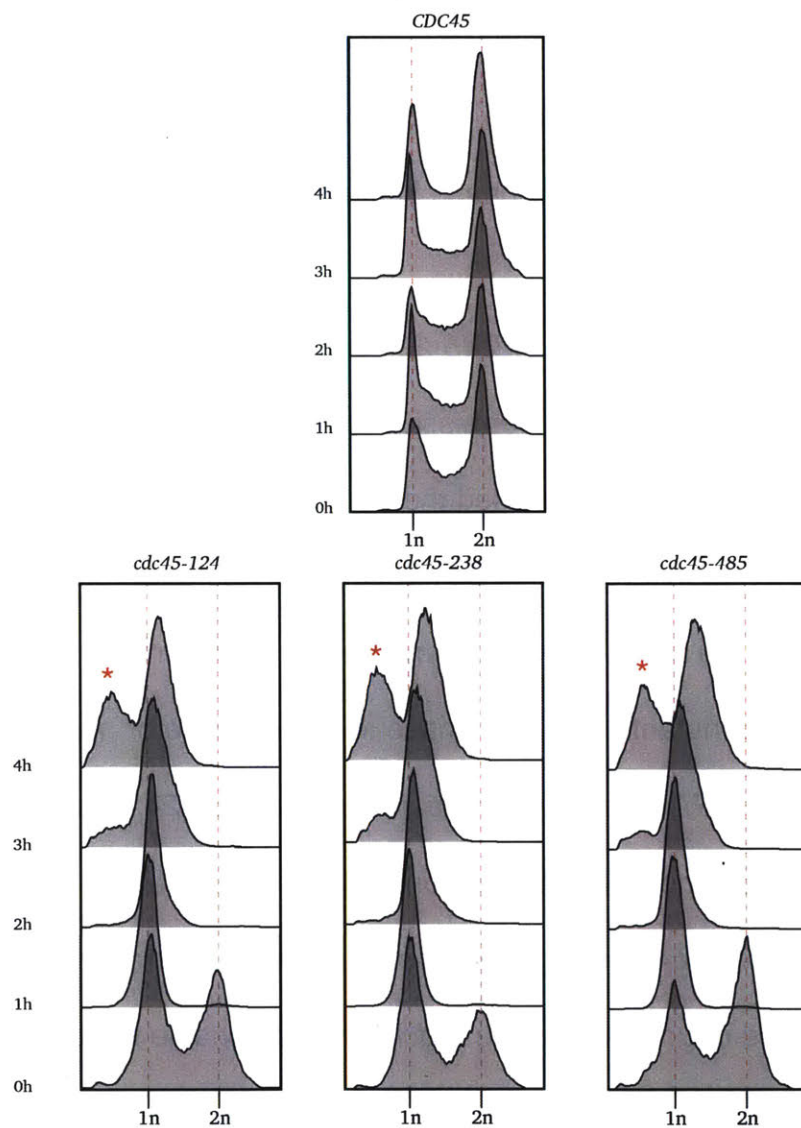 CDC45
4h
3h
2h
1h
0h
1n 2n
cdc45-124 cdc45-238 cdc45-485
*
*
*
4h
3h
2h
1h
0h
1n 2n 1n 2n 1n 2n